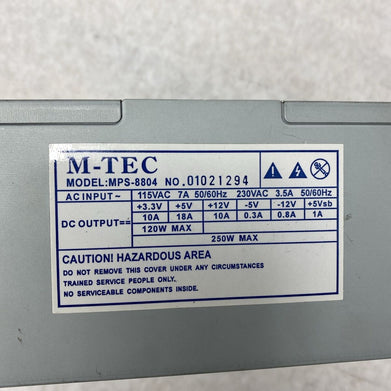 M-TEC
MODEL:MPS-8804 NO.01021294
AC INPUT~ 115VAC 7A 50/60Hz 230VAC 3.5A 50/60Hz
DC OUTPUT== +3.3V +5V +12V -5V -12V +5Vsb
10A 18A 10A 0.3A 0.8A 1A
120W MAX
250W MAX
CAUTION! HAZARDOUS AREA
DO NOT REMOVE THIS COVER UNDER ANY CIRCUMSTANCES
TRAINED SERVICE PEOPLE ONLY.
NO SERVICEABLE COMPONENTS INSIDE.